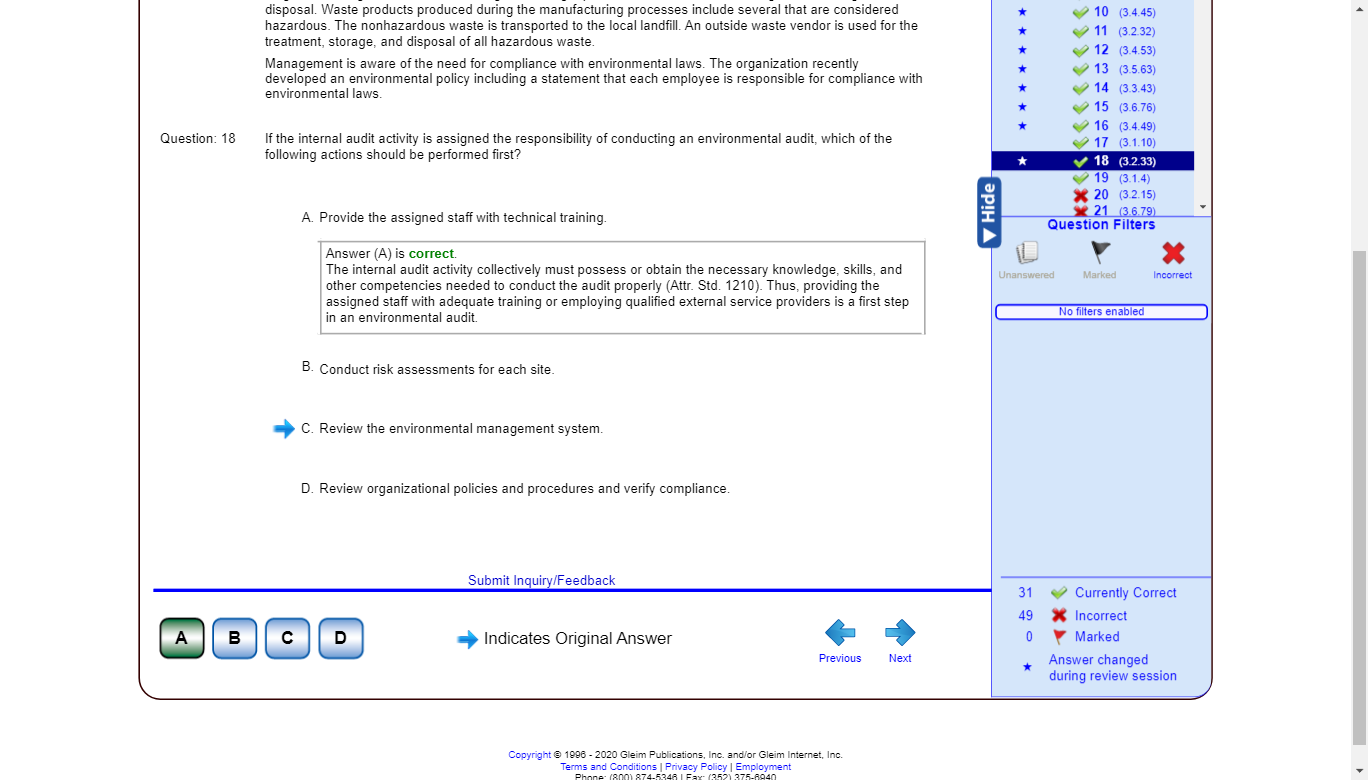 disposal. Waste products produced during the manufacturing processes include several that are considered
hazardous. The nonhazardous waste is transported to the local landfill. An outside waste vendor is used for the
treatment, storage, and disposal of all hazardous waste.
Management is aware of the need for compliance with environmental laws. The organization recently
developed an environmental policy including a statement that each employee is responsible for compliance with
environmental laws.
Question: 18
If the internal audit activity is assigned the responsibility of conducting an environmental audit, which of the
following actions should be performed first?
A. Provide the assigned staff with technical training.
Answer (A) is correct.
The internal audit activity collectively must possess or obtain the necessary knowledge, skills, and
other competencies needed to conduct the audit properly (Attr. Std. 1210). Thus, providing the
assigned staff with adequate training or employing qualified external service providers is a first step
in an environmental audit.
B. Conduct risk assessments for each site.
C. Review the environmental management system.
D. Review organizational policies and procedures and verify compliance.
Submit Inquiry/Feedback
A B C D
Indicates Original Answer
Previous
Next
10 (3.4.45)
11 (3.2.32)
12 (3.4.53)
13 (3.5.63)
14 (3.3.43)
15 (3.6.76)
16 (3.4.49)
17 (3.1.10)
18 (3.2.33)
19 (3.1.4)
20 (3.2.15)
21 (3.6.79)
Hide
Question Filters
Unanswered
Marked
Incorrect
No filters enabled
31 Currently Correct
49 Incorrect
0 Marked
Answer changed
during review session
Copyright © 1996 - 2020 Gleim Publications, Inc. and/or Gleim Internet, Inc.
Terms and Conditions | Privacy Policy | Employment
Phone: (800) 874-5346 | Fax: (352) 375-6940